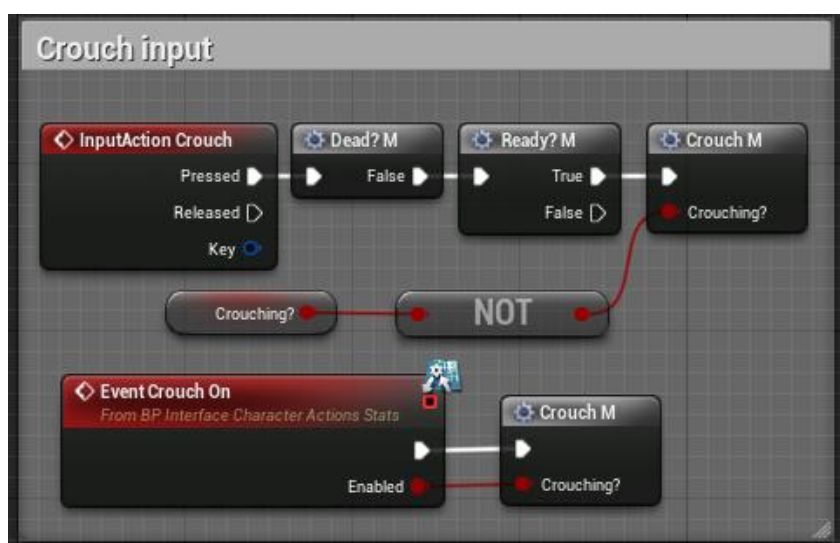 Crouch input
InputAction Crouch
Pressed
Released
Key
Dead? M
False
Ready? M
True
False
Crouch M
Crouching?
Crouching?
NOT
Event Crouch On
From BP Interface Character Actions Stats
Enabled
Crouch M
Crouching?